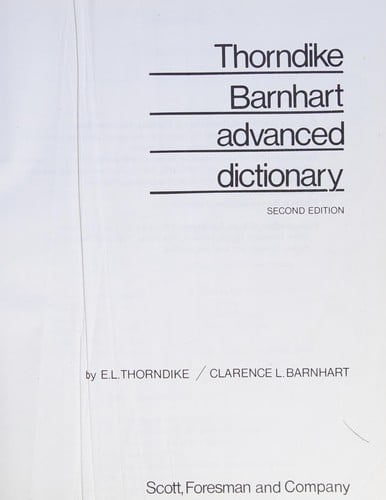 Thorndike
Barnhart
advanced
dictionary
SECOND EDITION
by E.L. THORNDIKE / CLARENCE L. BARNHART
Scott, Foresman and Company